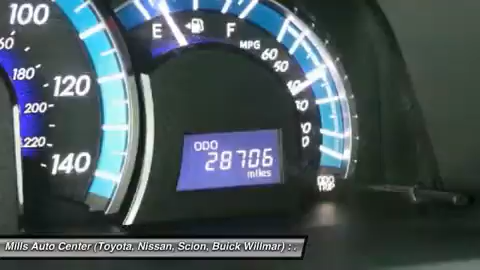 100
60
80
180
120
200
220
140
E F
MPG
60
50
40
ODO
28706
miles
ODO
TRIP
Mills Auto Center (Toyota, Nissan, Scion, Buick Willmar) : .